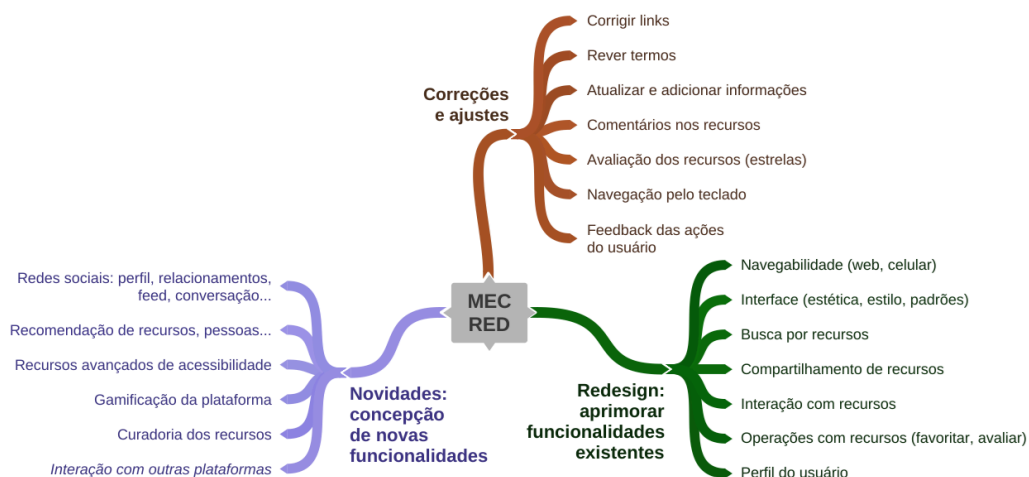 Correções
e ajustes
Corrigir links
Rever termos
Atualizar e adicionar informações
Comentários nos recursos
Avaliação dos recursos (estrelas)
Navegação pelo teclado
Feedback das ações
do usuário
MEC
RED
Redes sociais: perfil, relacionamentos,
feed, conversação...
Recomendação de recursos, pessoas...
Recursos avançados de acessibilidade
Gamificação da plataforma
Curadoria dos recursos
Interação com outras plataformas
Novidades:
concepção
de novas
funcionalidades
Redesign:
aprimorar
funcionalidades
existentes
Navegabilidade (web, celular)
Interface (estética, estilo, padrões)
Busca por recursos
Compartilhamento de recursos
Interação com recursos
Operações com recursos (favoritar, avaliar)
Perfil do usuário